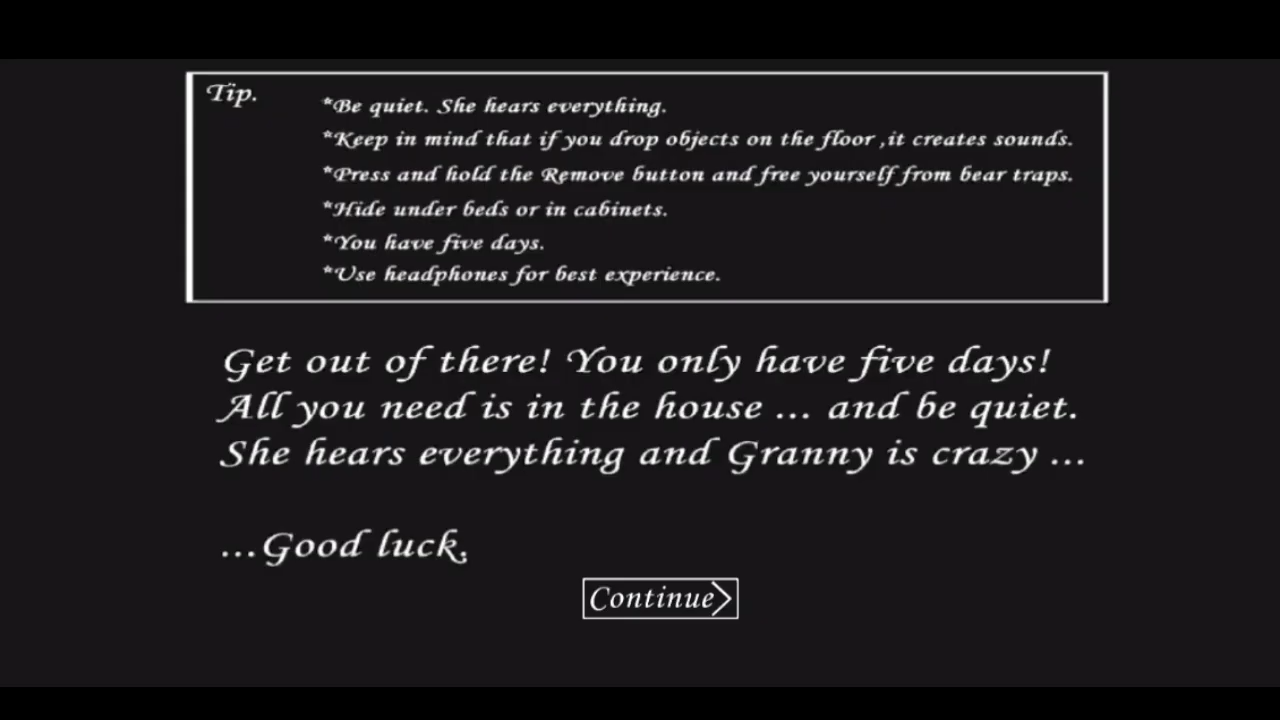 Tip.
*Be quiet. She hears everything.
*Keep in mind that if you drop objects on the floor ,it creates sounds.
*Press and hold the Remove button and free yourself from bear traps.
*Hide under beds or in cabinets.
*You have five days.
*Use headphones for best experience.
Get out of there! You only have five days!
All you need is in the house ... and be quiet.
She hears everything and Granny is crazy ...
...Good luck.
Continue